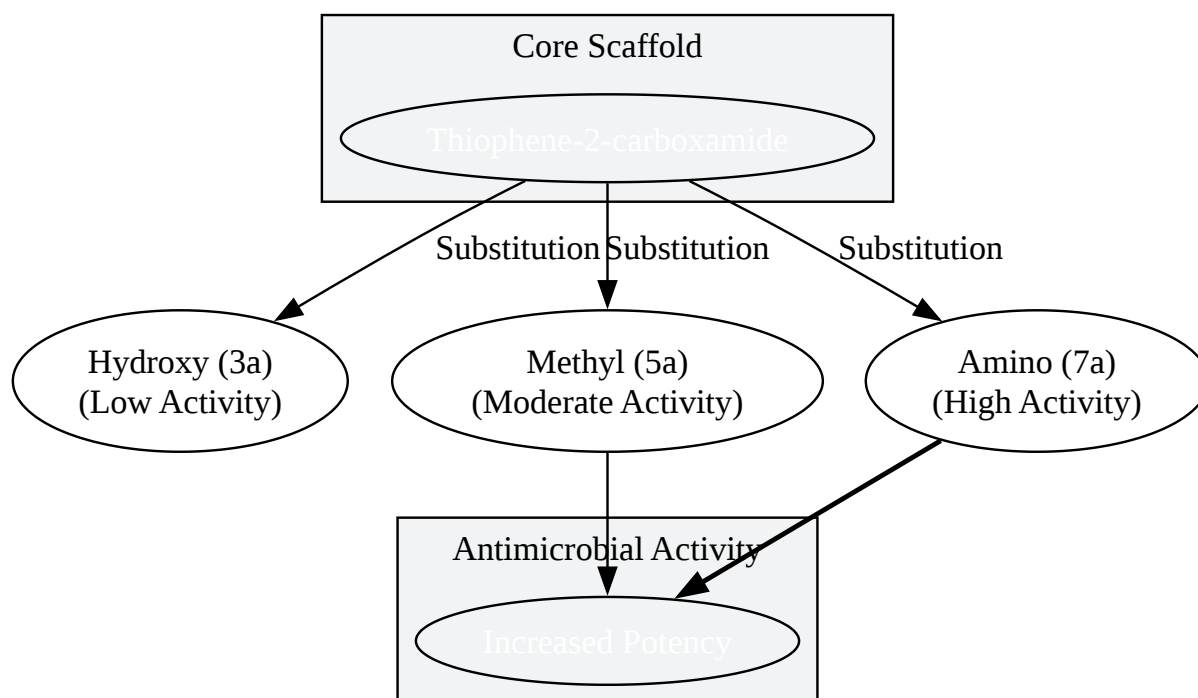 Core Scaffold
Thiophene-2-carboxamide
Substitution
Substitution
Substitution
Hydroxy (3a)
(Low Activity)
Methyl (5a)
(Moderate Activity)
Amino (7a)
(High Activity)
Antimicrobial Activity
Increased Potency